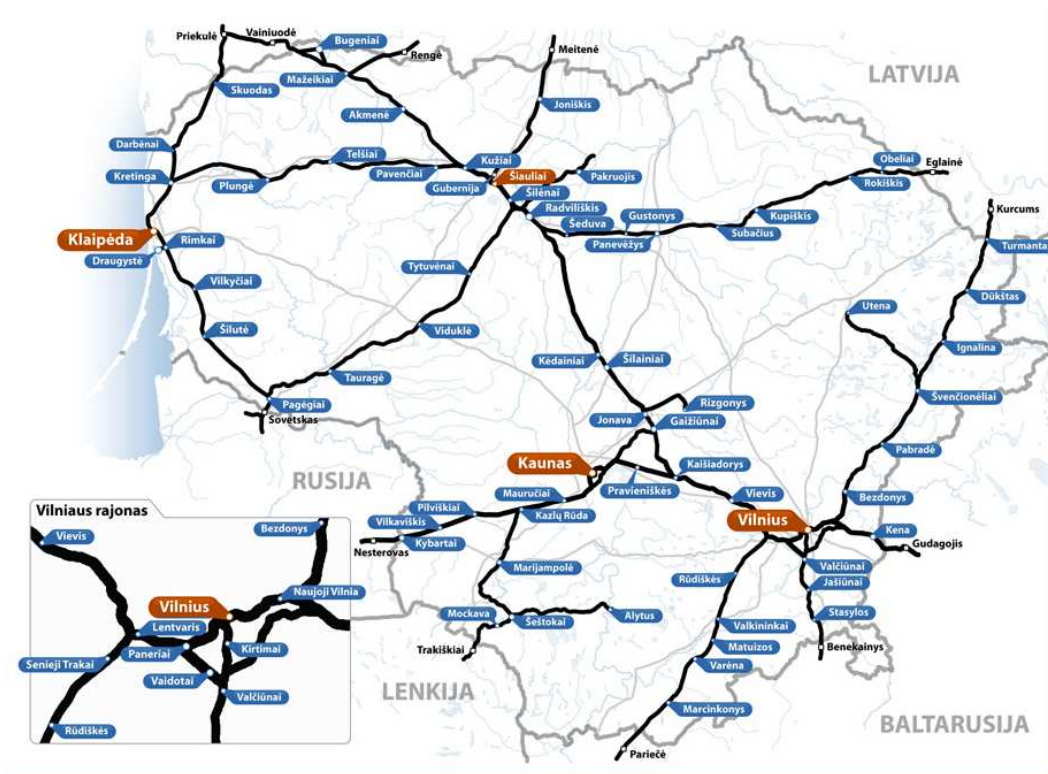 Priekulė
Vainiuodė
Bugeniai
Rengė
Meitenė
LATVIJA
Mažeikiai
Skuodas
Akmenė
Joniškis
Darbėnai
Telšiai
Kužiai
Obeliai
Eglainė
Kretinga
Plungė
Pavenčiai
Gubernija
Šiauliai
Pakruojis
Rokiškis
Šilėnai
Radviliškis
Kurcums
Klaipėda
Rimkai
Šeduva
Gustonys
Kupiškis
Subačius
Panevėžys
Turmanta
Draugystė
Tytuvėnai
Vilkyčiai
Dūkštas
Utena
Šilutė
Viduklė
Ignalina
Kėdainiai
Šilainiai
Tauragė
Švenčionėliai
Pagėgiai
Sovetskas
Rizgonys
Jonava
Gaižiūnai
Pabradė
RUSIJA
Kaunas
Kaišiadorys
Pravieniškės
Mauručiai
Vievis
Bezdonys
Pilviškiai
Kazlų Rūda
Vilnius
Vilkaviškis
Kena
Nesterovas
Kybartai
Gudagojis
Valčiūnai
Marijampolė
Rūdiškės
Jašiūnai
Mockava
Šeštokai
Alytus
Stasylos
Valkininkai
Trakiškiai
Matuizos
Benekainys
Varėna
LENKIJA
Marcinkonys
BALTARUSIJA
Pariečė
Vilniaus rajonas
Bezdonys
Vievis
Naujoji Vilnia
Vilnius
Lentvaris
Paneriai
Kirtimai
Senieji Trakai
Vaidotai
Valčiūnai
Rūdiškės